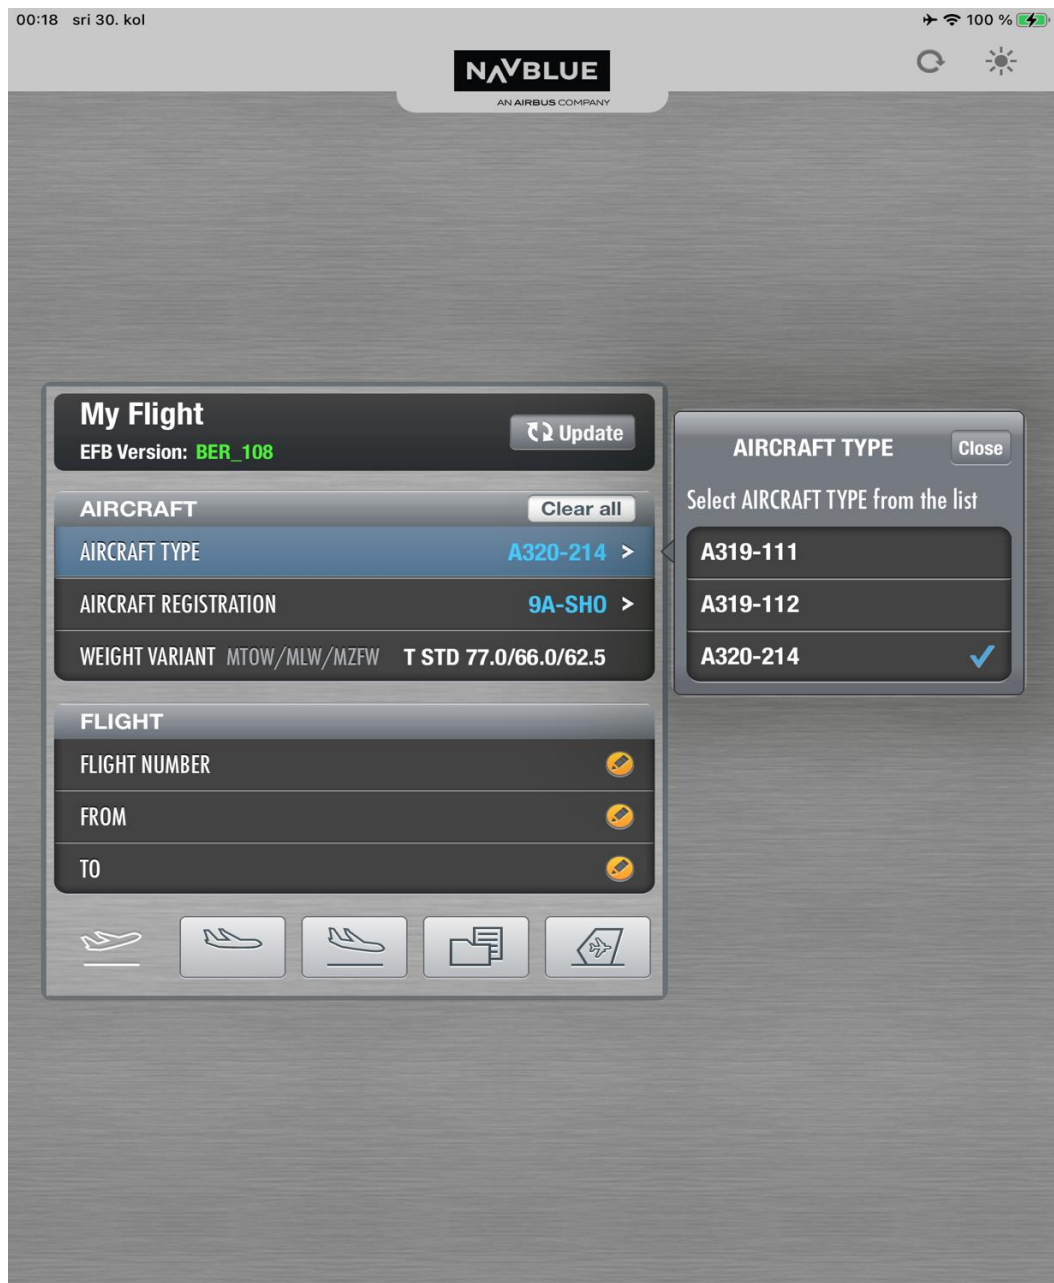 00:18 sri 30. kol 100 %
NAVBLUE
AN AIRBUS COMPANY
My Flight
EFB Version: BER_108
Update
AIRCRAFT
Clear all
AIRCRAFT TYPE A320-214 >
AIRCRAFT REGISTRATION 9A-SHO >
WEIGHT VARIANT MTOW/MLW/MZFW T STD 77.0/66.0/62.5
FLIGHT
FLIGHT NUMBER
FROM
TO
AIRCRAFT TYPE
Close
Select AIRCRAFT TYPE from the list
A319-111
A319-112
A320-214